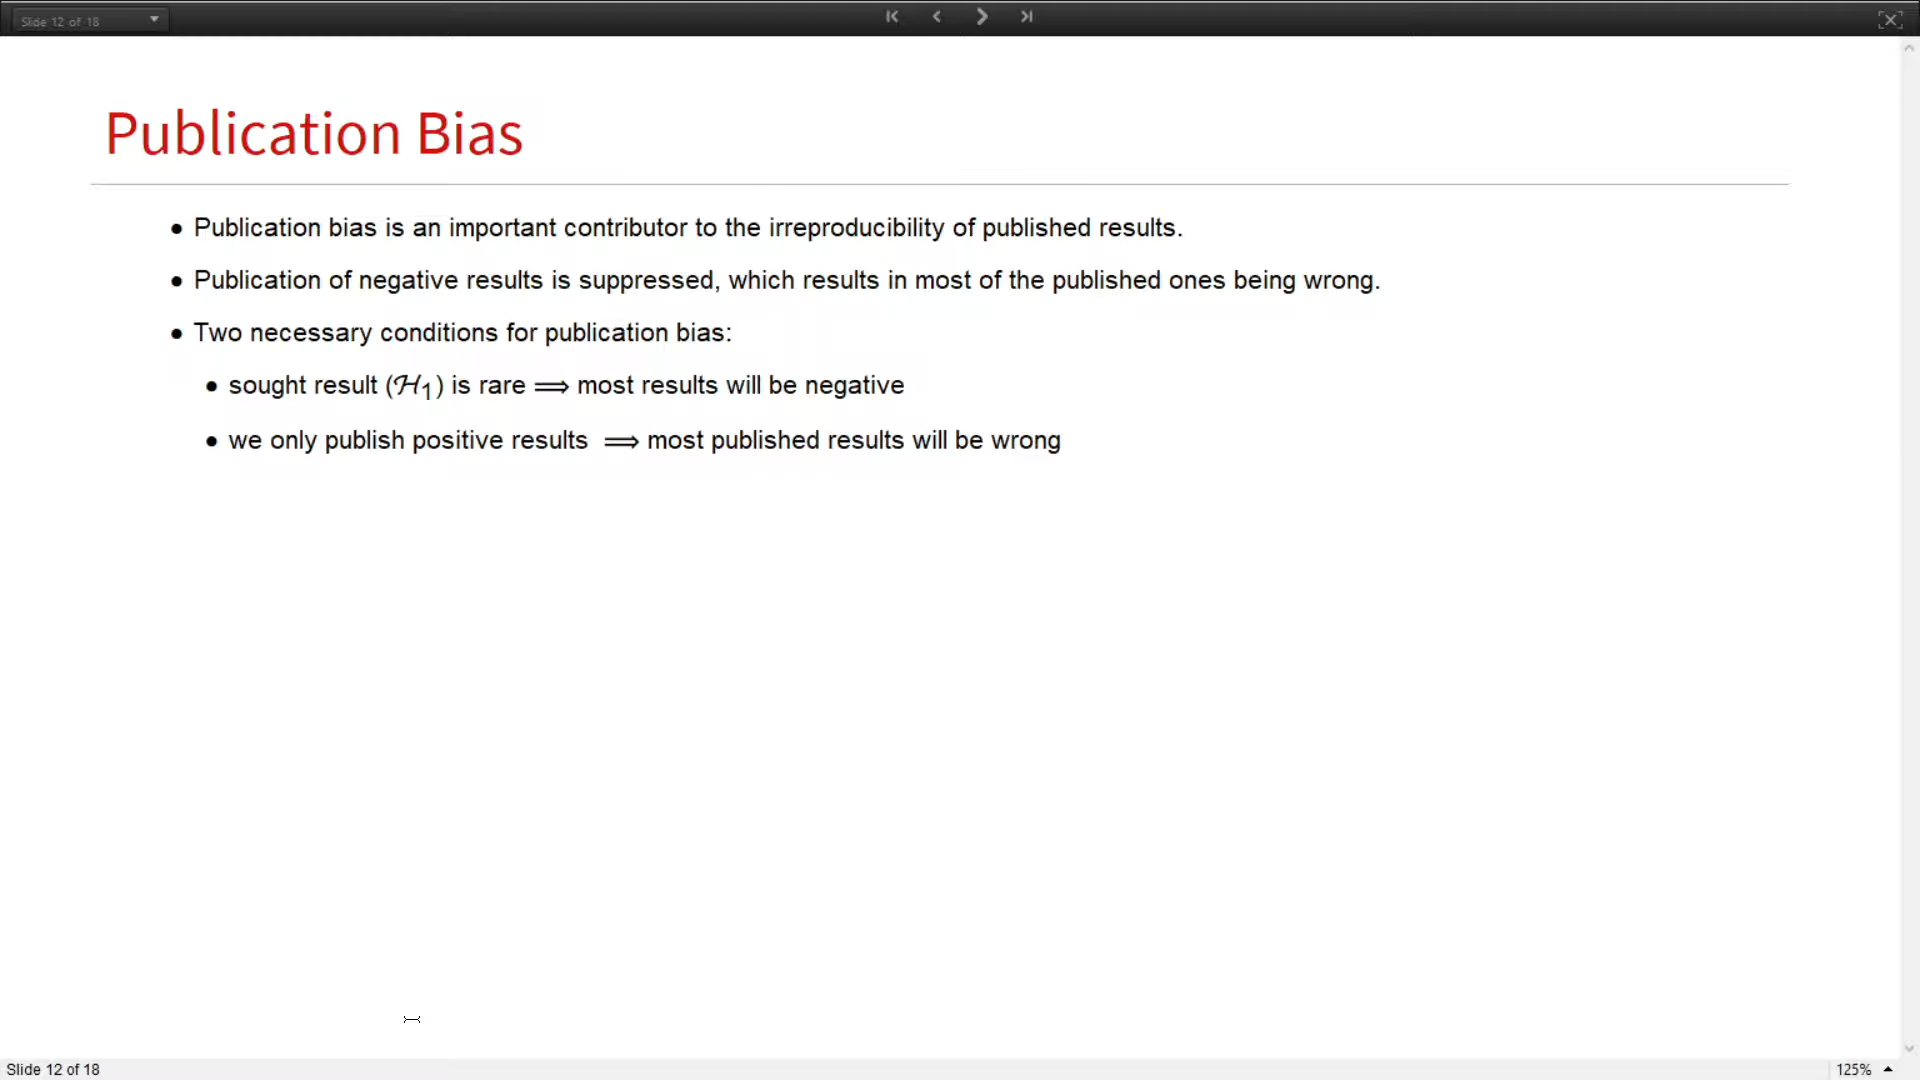 Slide 12 of 18
Publication Bias
• Publication bias is an important contributor to the irreproducibility of published results.
• Publication of negative results is suppressed, which results in most of the published ones being wrong.
• Two necessary conditions for publication bias:
• sought result (ℋ₁) is rare ⟹ most results will be negative
• we only publish positive results ⟹ most published results will be wrong
Slide 12 of 18
125%